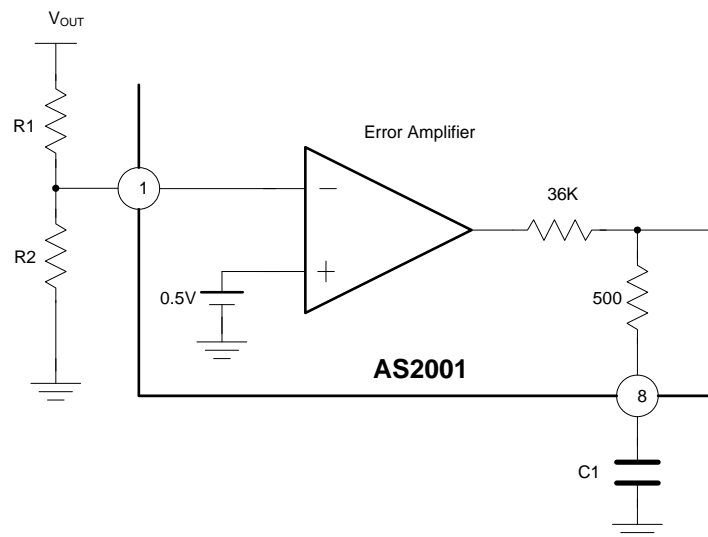 VOUT
R1
Error Amplifier
1
−
36K
R2
+
0.5V
500
AS2001
8
C1